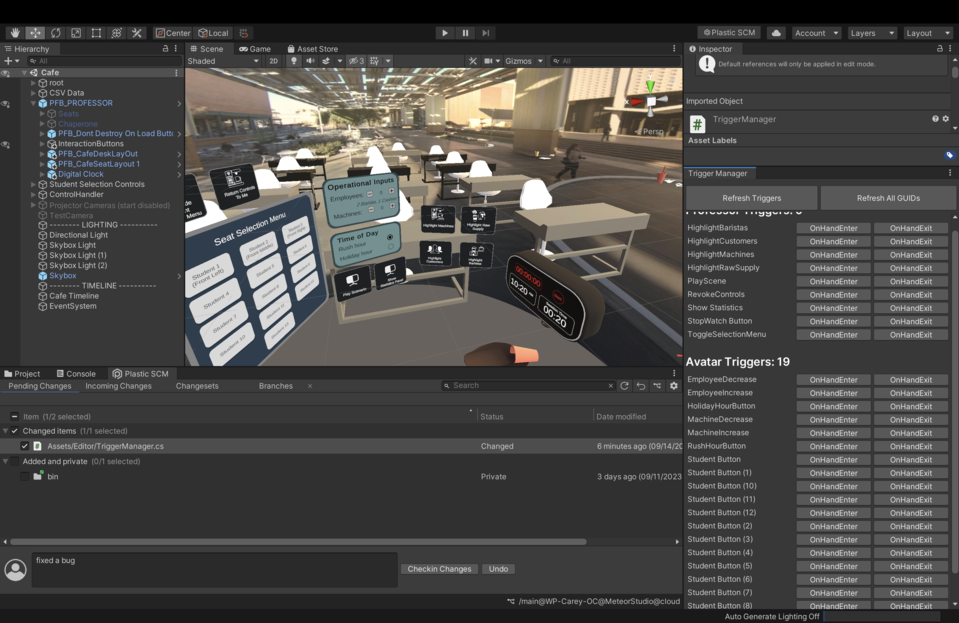 Center
Local
Plastic SCM
Account
Layers
Layout
Hierarchy
All
Cafe
root
CSV Data
PFB_PROFESSOR
Seats
Chaperone
PFB_Dont Destroy On Load Butt
InteractionButtons
PFB_CafeDeskLayOut
PFB_CafeSeatLayout 1
Digital Clock
Student Selection Controls
ControlHandler
Projector Cameras (start disabled)
TestCamera
-------- LIGHTING ----------
Directional Light
Skybox Light
Skybox Light (1)
Skybox Light (2)
Skybox
-------- TIMELINE ----------
Cafe Timeline
EventSystem
Scene
Game
Asset Store
Shaded
2D
3
Gizmos
All
Persp
Return Controls
To Me
Menu
Seat Selection Menu
Student 1
(Front Left)
Student 4
Student 7
Student 10
Operational Inputs
Employees:
Machines:
Time of Day
Rush hour
Holiday hour
Play Scenario
Highlight Machines
Highlight Raw
Supply
Highlight
Customers
Highlight
Baristas
00:00:00
10:20
00:20
Inspector
Default references will only be applied in edit mode.
Imported Object
TriggerManager
Asset Labels
Trigger Manager
Refresh Triggers
Refresh All GUIDs
HighlightBaristas OnHandEnter OnHandExit
HighlightCustomers OnHandEnter OnHandExit
HighlightMachines OnHandEnter OnHandExit
HighlightRawSupply OnHandEnter OnHandExit
PlayScene OnHandEnter OnHandExit
RevokeControls OnHandEnter OnHandExit
Show Statistics OnHandEnter OnHandExit
StopWatch Button OnHandEnter OnHandExit
ToggleSelectionMenu OnHandEnter OnHandExit
Avatar Triggers: 19
EmployeeDecrease OnHandEnter OnHandExit
EmployeeIncrease OnHandEnter OnHandExit
HolidayHourButton OnHandEnter OnHandExit
MachineDecrease OnHandEnter OnHandExit
MachineIncrease OnHandEnter OnHandExit
RushHourButton OnHandEnter OnHandExit
Student Button OnHandEnter OnHandExit
Student Button (1) OnHandEnter OnHandExit
Student Button (10) OnHandEnter OnHandExit
Student Button (11) OnHandEnter OnHandExit
Student Button (12) OnHandEnter OnHandExit
Student Button (2) OnHandEnter OnHandExit
Student Button (3) OnHandEnter OnHandExit
Student Button (4) OnHandEnter OnHandExit
Student Button (5) OnHandEnter OnHandExit
Student Button (6) OnHandEnter OnHandExit
Student Button (7) OnHandEnter OnHandExit
Student Button (8) OnHandEnter OnHandExit
Project
Console
Plastic SCM
Pending Changes
Incoming Changes
Changesets
Branches
Search
Item (1/2 selected)
Status
Date modified
Changed items (1/1 selected)
Assets/Editor/TriggerManager.cs Changed 6 minutes ago (09/14/20
Added and private (0/1 selected)
bin Private 3 days ago (09/11/2023
fixed a bug
Checkin Changes
Undo
/main@WP-Carey-OC@MeteorStudio@cloud
Auto Generate Lighting Off